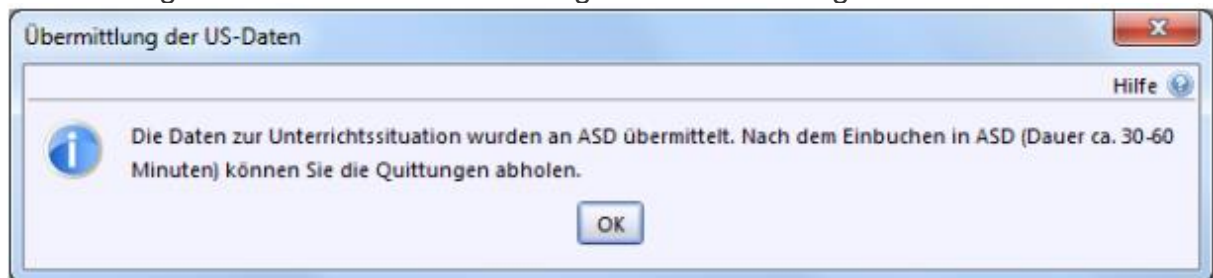 Übermittlung der US-Daten
Hilfe
Die Daten zur Unterrichtssituation wurden an ASD übermittelt. Nach dem Einbuchen in ASD (Dauer ca. 30-60
Minuten) können Sie die Quittungen abholen.
OK